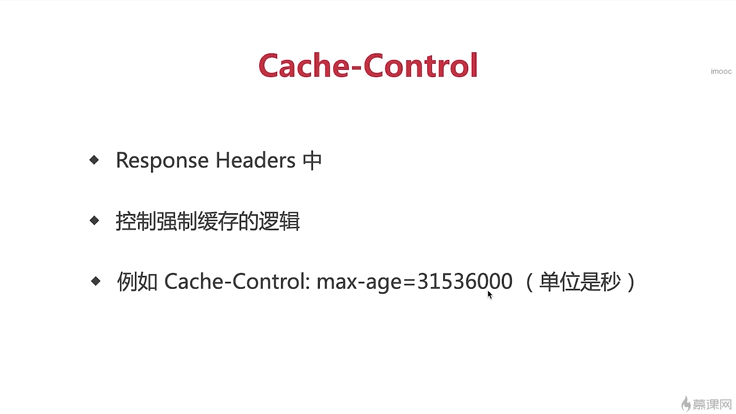 Cache-Control
imooc
Response Headers 中
控制强制缓存的逻辑
例如 Cache-Control: max-age=31536000 （单位是秒）
慕课网